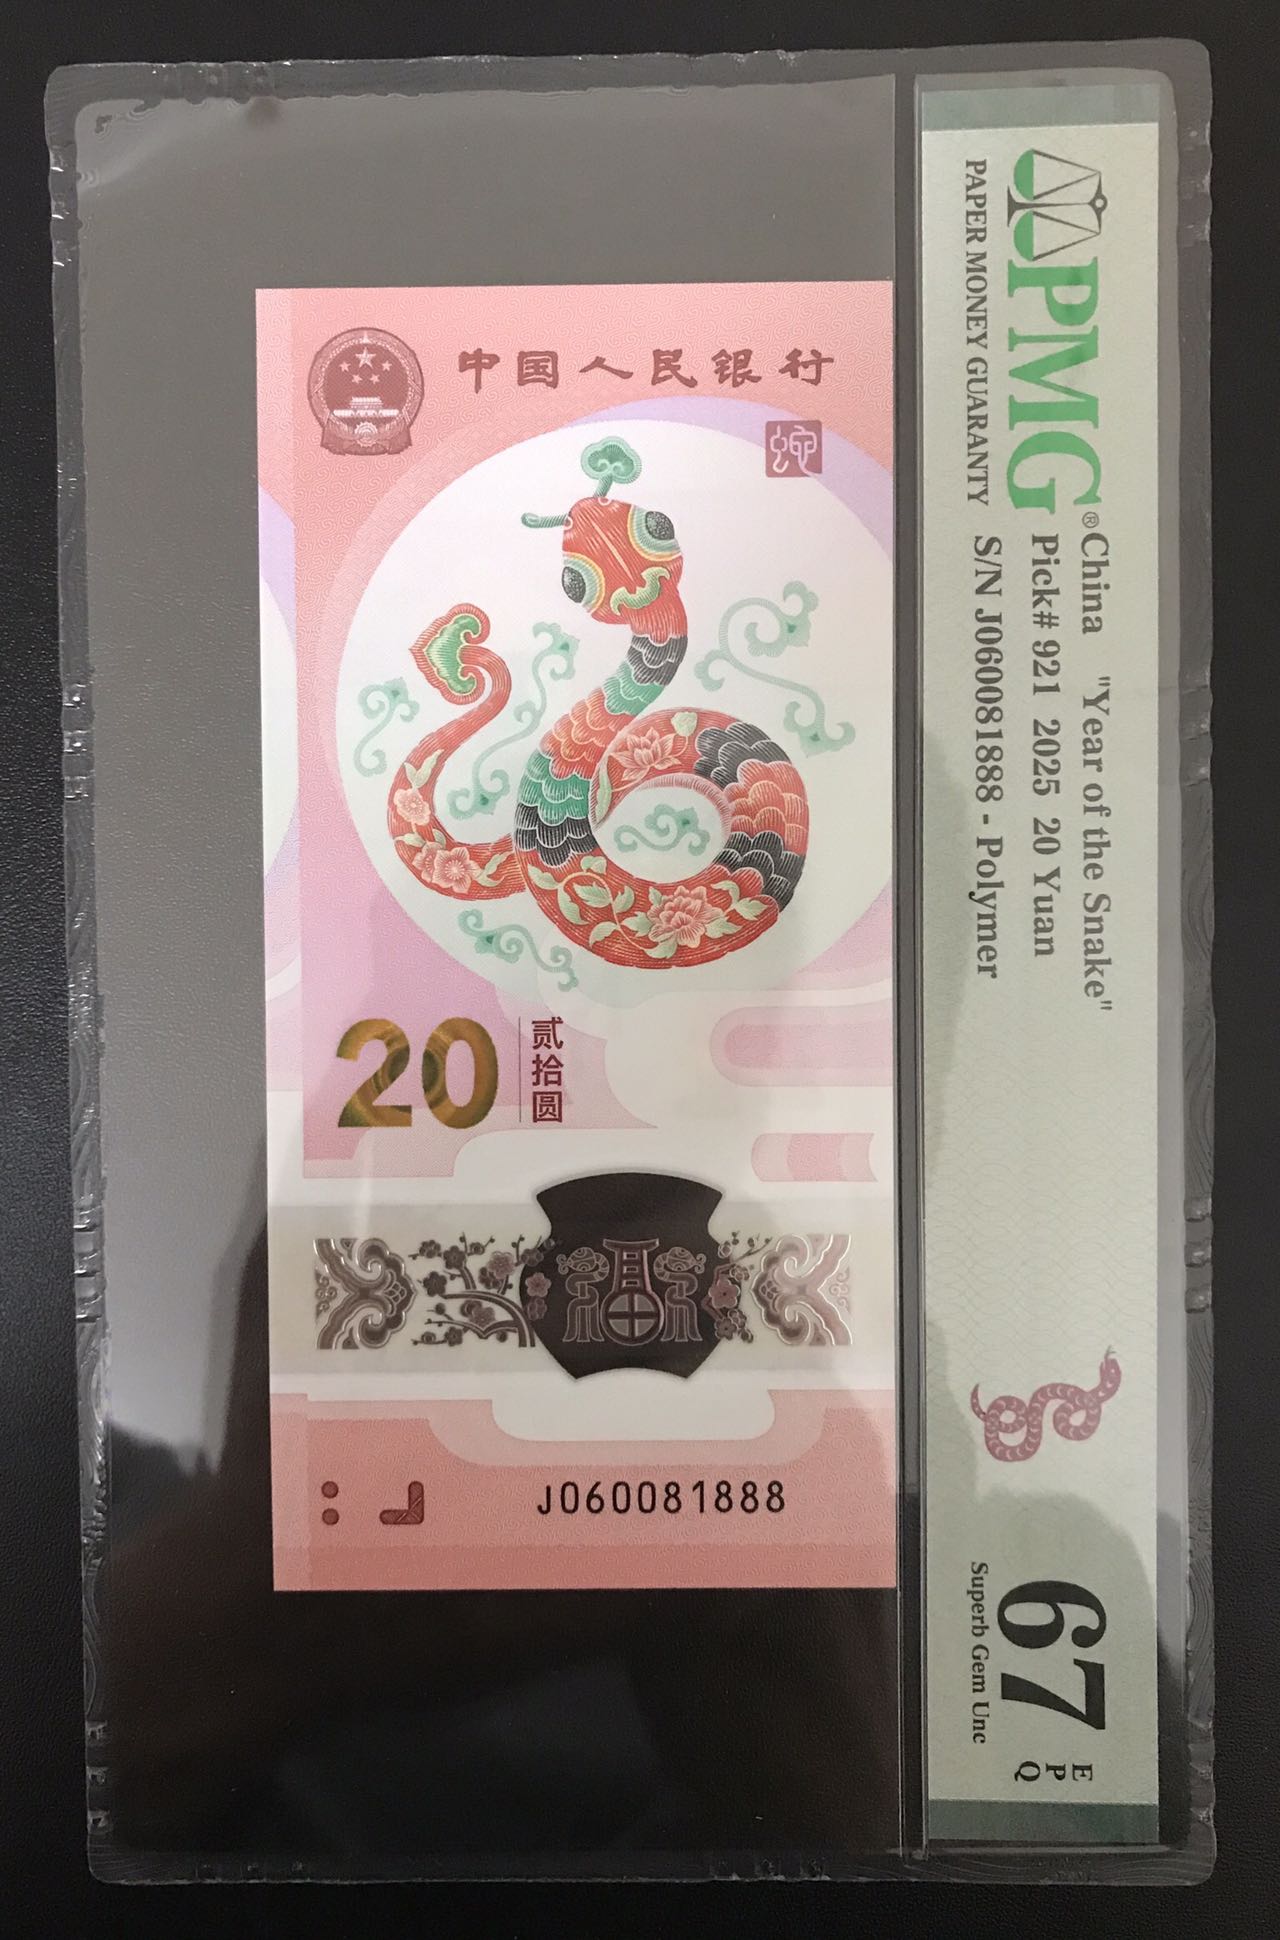 中国人民银行
蛇
20
贰拾圆
J060081888
PMG®
PAPER MONEY GUARANTY
China "Year of the Snake"
Pick# 921 2025 20 Yuan
S/N J060081888 - Polymer
67 EPQ
Superb Gem Unc